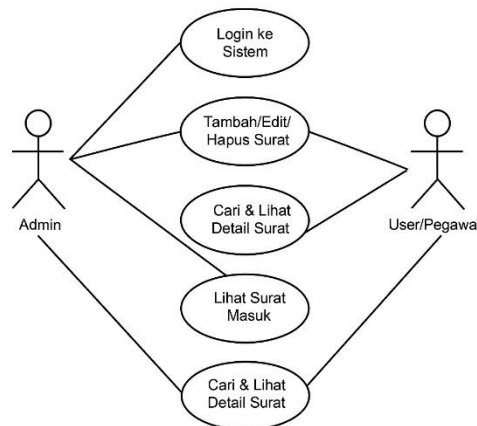 Login ke
Sistem
Tambah/Edit/
Hapus Surat
Cari & Lihat
Detail Surat
Admin
User/Pegawa
Lihat Surat
Masuk
Cari & Lihat
Detail Surat